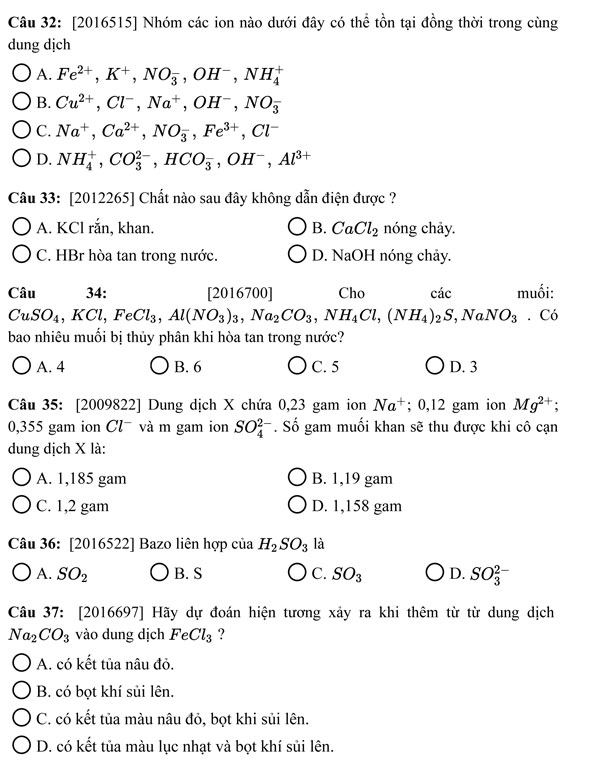 Câu 32: [2016515] Nhóm các ion nào dưới đây có thể tồn tại đồng thời trong cùng
dung dịch
A. Fe²⁺, K⁺, NO₃⁻, OH⁻, NH₄⁺
B. Cu²⁺, Cl⁻, Na⁺, OH⁻, NO₃⁻
C. Na⁺, Ca²⁺, NO₃⁻, Fe³⁺, Cl⁻
D. NH₄⁺, CO₃²⁻, HCO₃⁻, OH⁻, Al³⁺
Câu 33: [2012265] Chất nào sau đây không dẫn điện được ?
A. KCl rắn, khan. B. CaCl₂ nóng chảy.
C. HBr hòa tan trong nước. D. NaOH nóng chảy.
Câu 34: [2016700] Cho các muối:
CuSO₄, KCl, FeCl₃, Al(NO₃)₃, Na₂CO₃, NH₄Cl, (NH₄)₂S, NaNO₃ . Có
bao nhiêu muối bị thủy phân khi hòa tan trong nước?
A. 4 B. 6 C. 5 D. 3
Câu 35: [2009822] Dung dịch X chứa 0,23 gam ion Na⁺; 0,12 gam ion Mg²⁺;
0,355 gam ion Cl⁻ và m gam ion SO₄²⁻. Số gam muối khan sẽ thu được khi cô cạn
dung dịch X là:
A. 1,185 gam B. 1,19 gam
C. 1,2 gam D. 1,158 gam
Câu 36: [2016522] Bazo liên hợp của H₂SO₃ là
A. SO₂ B. S C. SO₃ D. SO₃²⁻
Câu 37: [2016697] Hãy dự đoán hiện tương xảy ra khi thêm từ từ dung dịch
Na₂CO₃ vào dung dịch FeCl₃ ?
A. có kết tủa nâu đỏ.
B. có bọt khí sủi lên.
C. có kết tủa màu nâu đỏ, bọt khi sủi lên.
D. có kết tủa màu lục nhạt và bọt khí sủi lên.